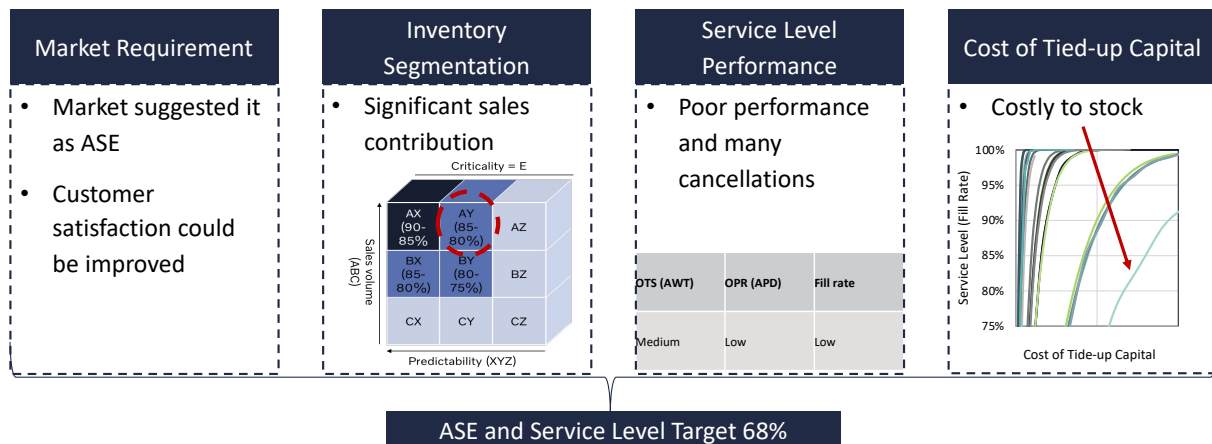 Market Requirement
• Market suggested it
as ASE
• Customer
satisfaction could
be improved
Inventory
Segmentation
• Significant sales
contribution
Criticality = E
Sales volume
(ABC)
AX
(90-
85%
AY
(85-
80%)
AZ
BX
(85-
80%)
BY
(80-
75%)
BZ
CX
CY
CZ
Predictability (XYZ)
Service Level
Performance
• Poor performance
and many
cancellations
OTS (AWT) OPR (APD) Fill rate
Medium Low Low
Cost of Tied-up Capital
• Costly to stock
Service Level (Fill Rate)
100%
95%
90%
85%
80%
75%
Cost of Tide-up Capital
ASE and Service Level Target 68%